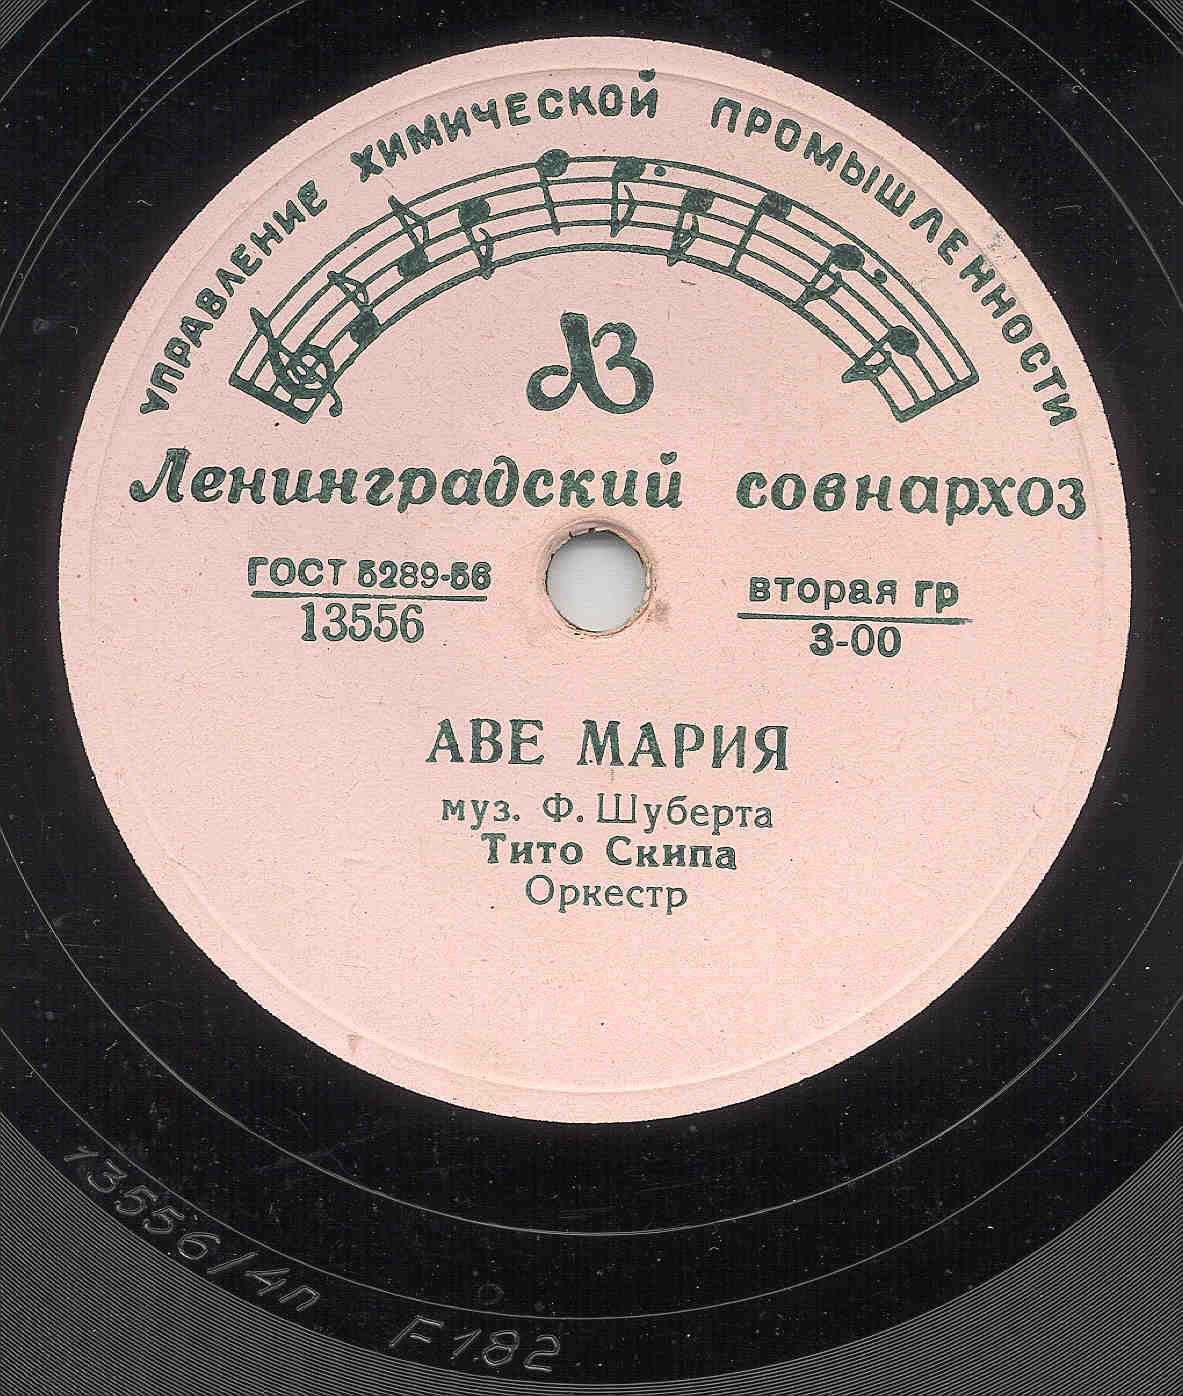 УПРАВЛЕНИЕ ХИМИЧЕСКОЙ ПРОМЫШЛЕННОСТИ
ЛЗ
Ленинградский совнархоз
ГОСТ 5289-56
13556
вторая гр
3-00
АВЕ МАРИЯ
муз. Ф. Шуберта
Тито Скипа
Оркестр
13556/4п F182